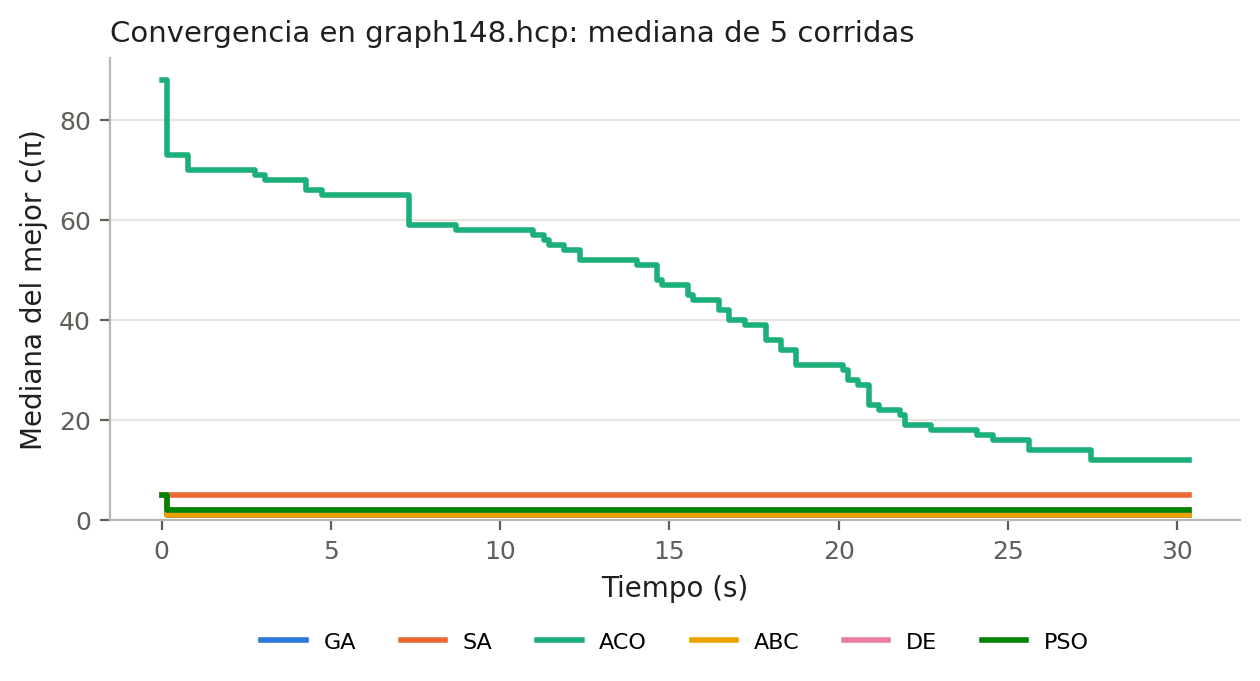 Convergencia en graph148.hcp: mediana de 5 corridas
Mediana del mejor c(π)
80
60
40
20
0
0 5 10 15 20 25 30
Tiempo (s)
GA SA ACO ABC DE PSO